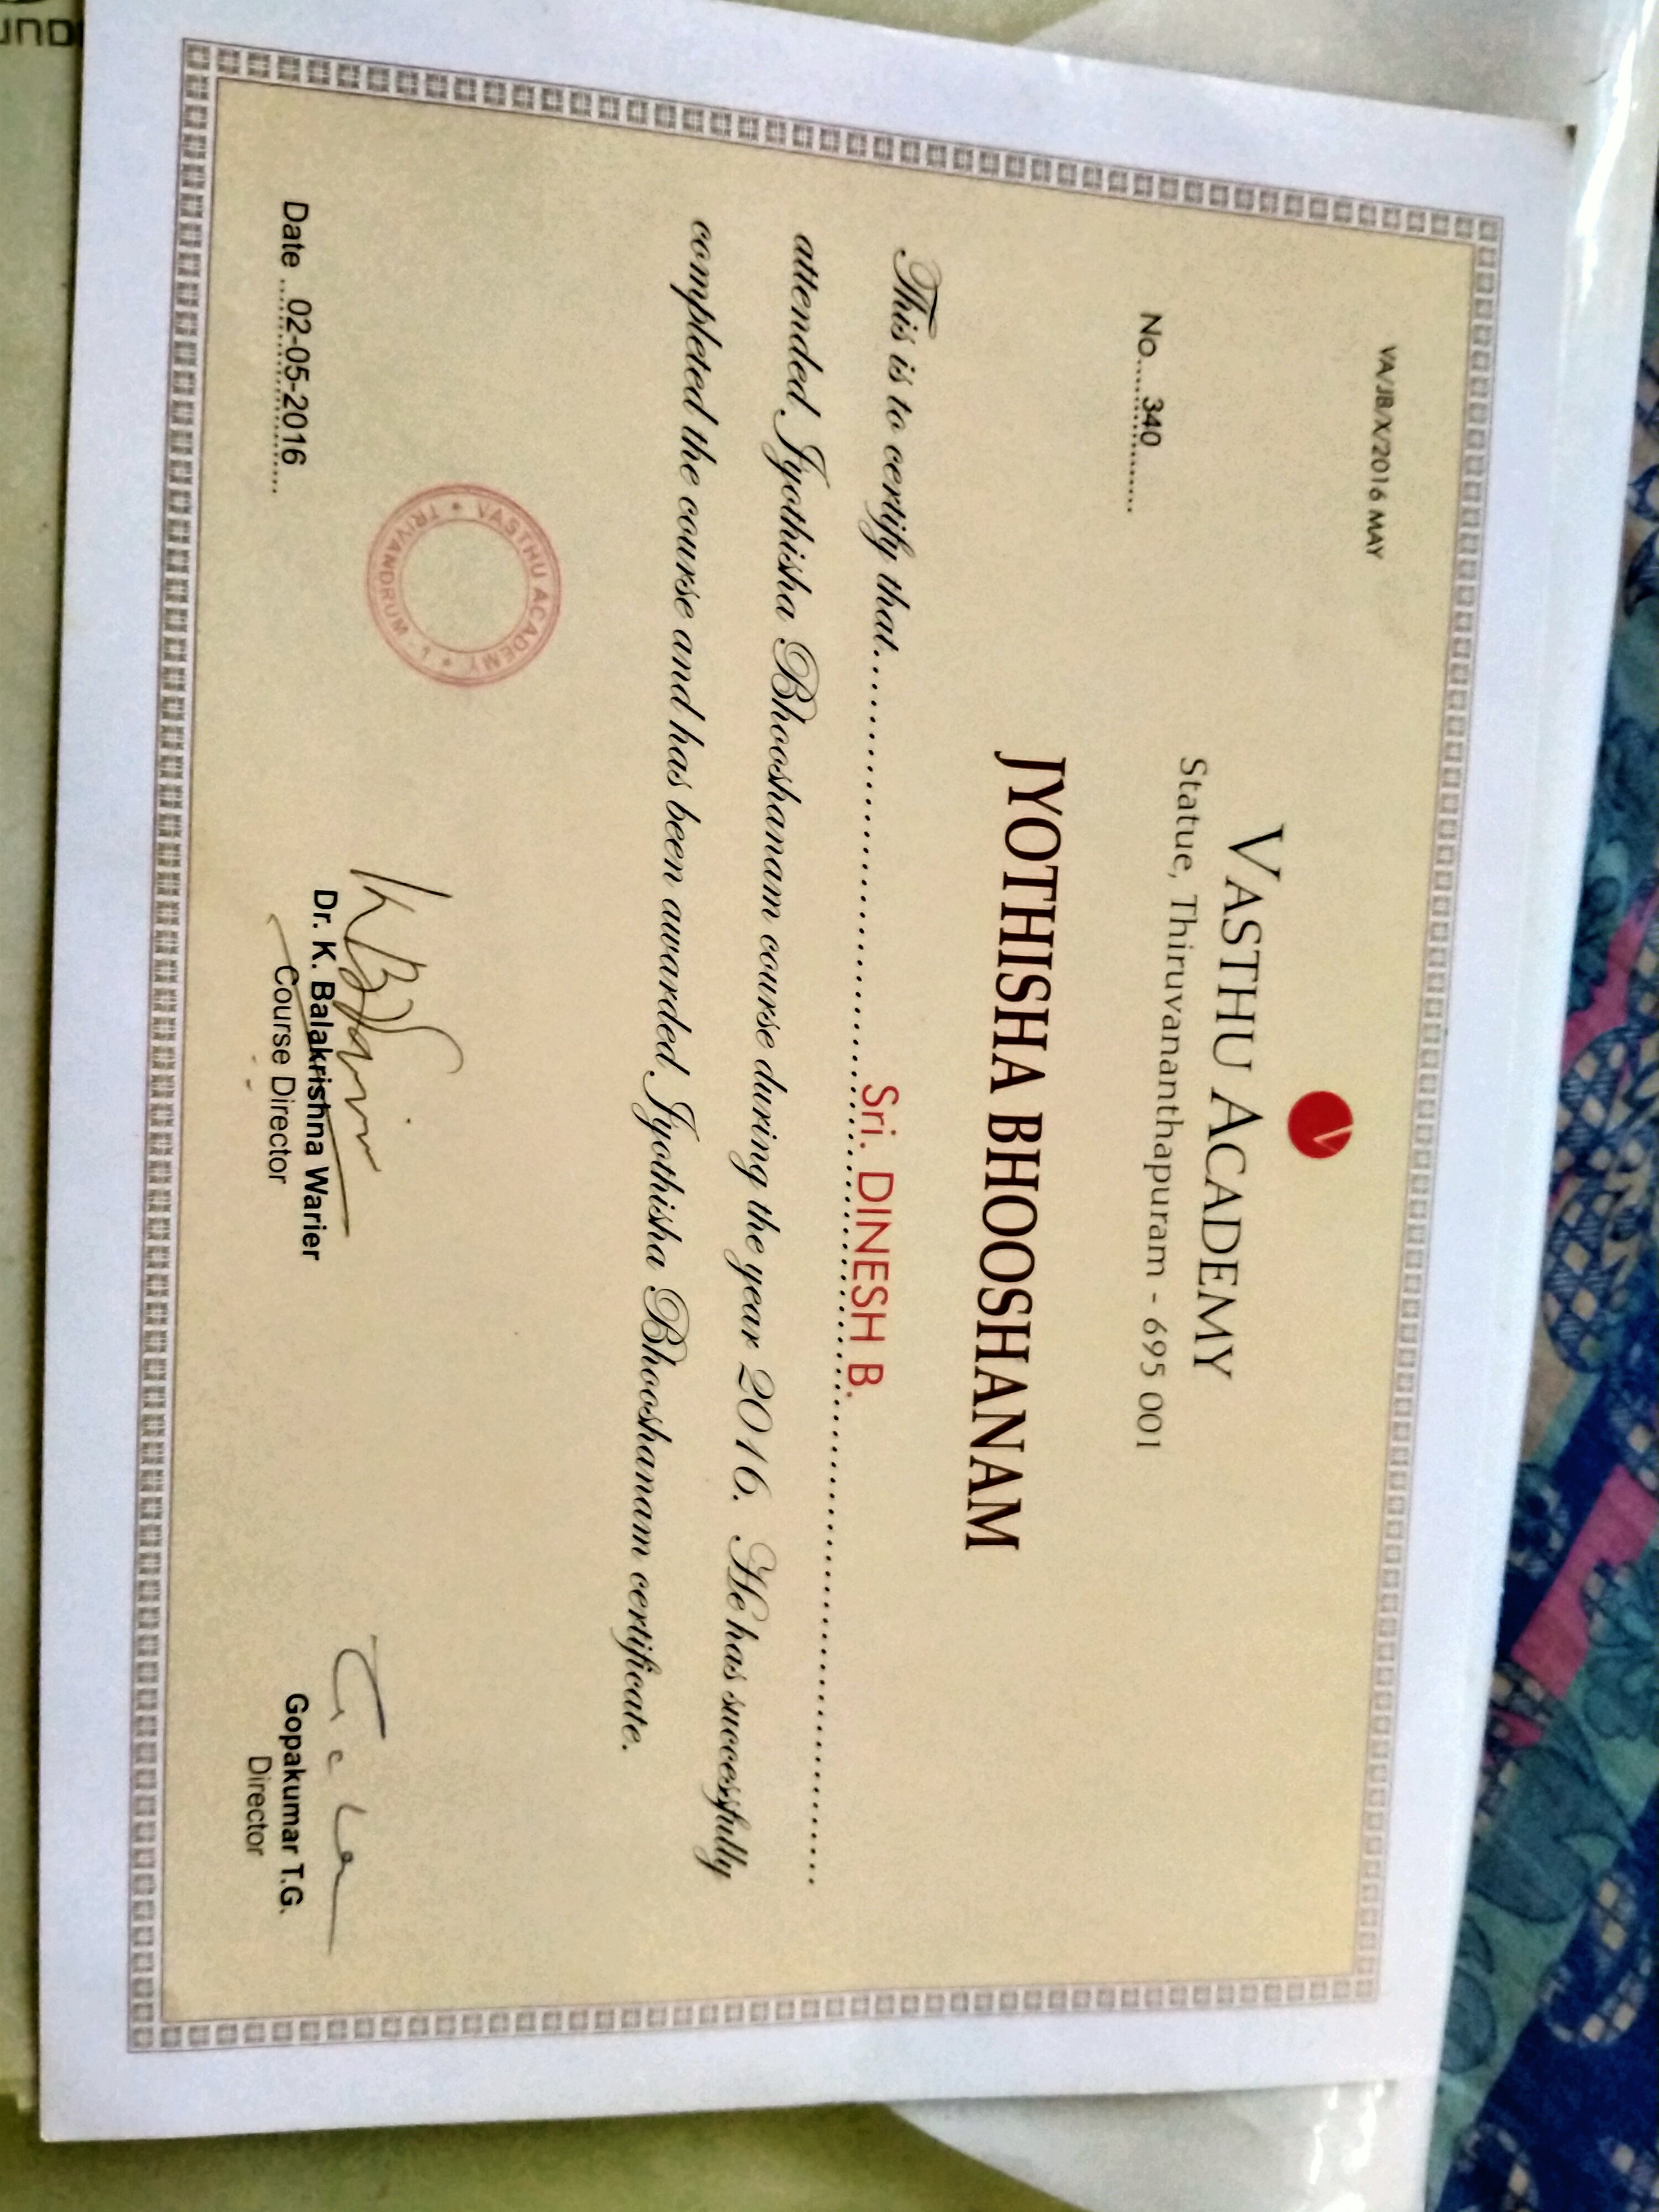 VA/JB/X/2016 MAY
VASTHU ACADEMY
Statue, Thiruvananthapuram - 695 001
No.....340..........
JYOTHISHA BHOOSHANAM
This is to certify that..............................Sri. DINESH B...............................
attended Jyothisha Bhooshanam course during the year 2016. He has successfully
completed the course and has been awarded Jyothisha Bhooshanam certificate.
VASTHU ACADEMY
TRIVANDRUM - 1
Date ....02-05-2016.....
Dr. K. Balakrishna Warier
Course Director
Gopakumar T.G.
Director